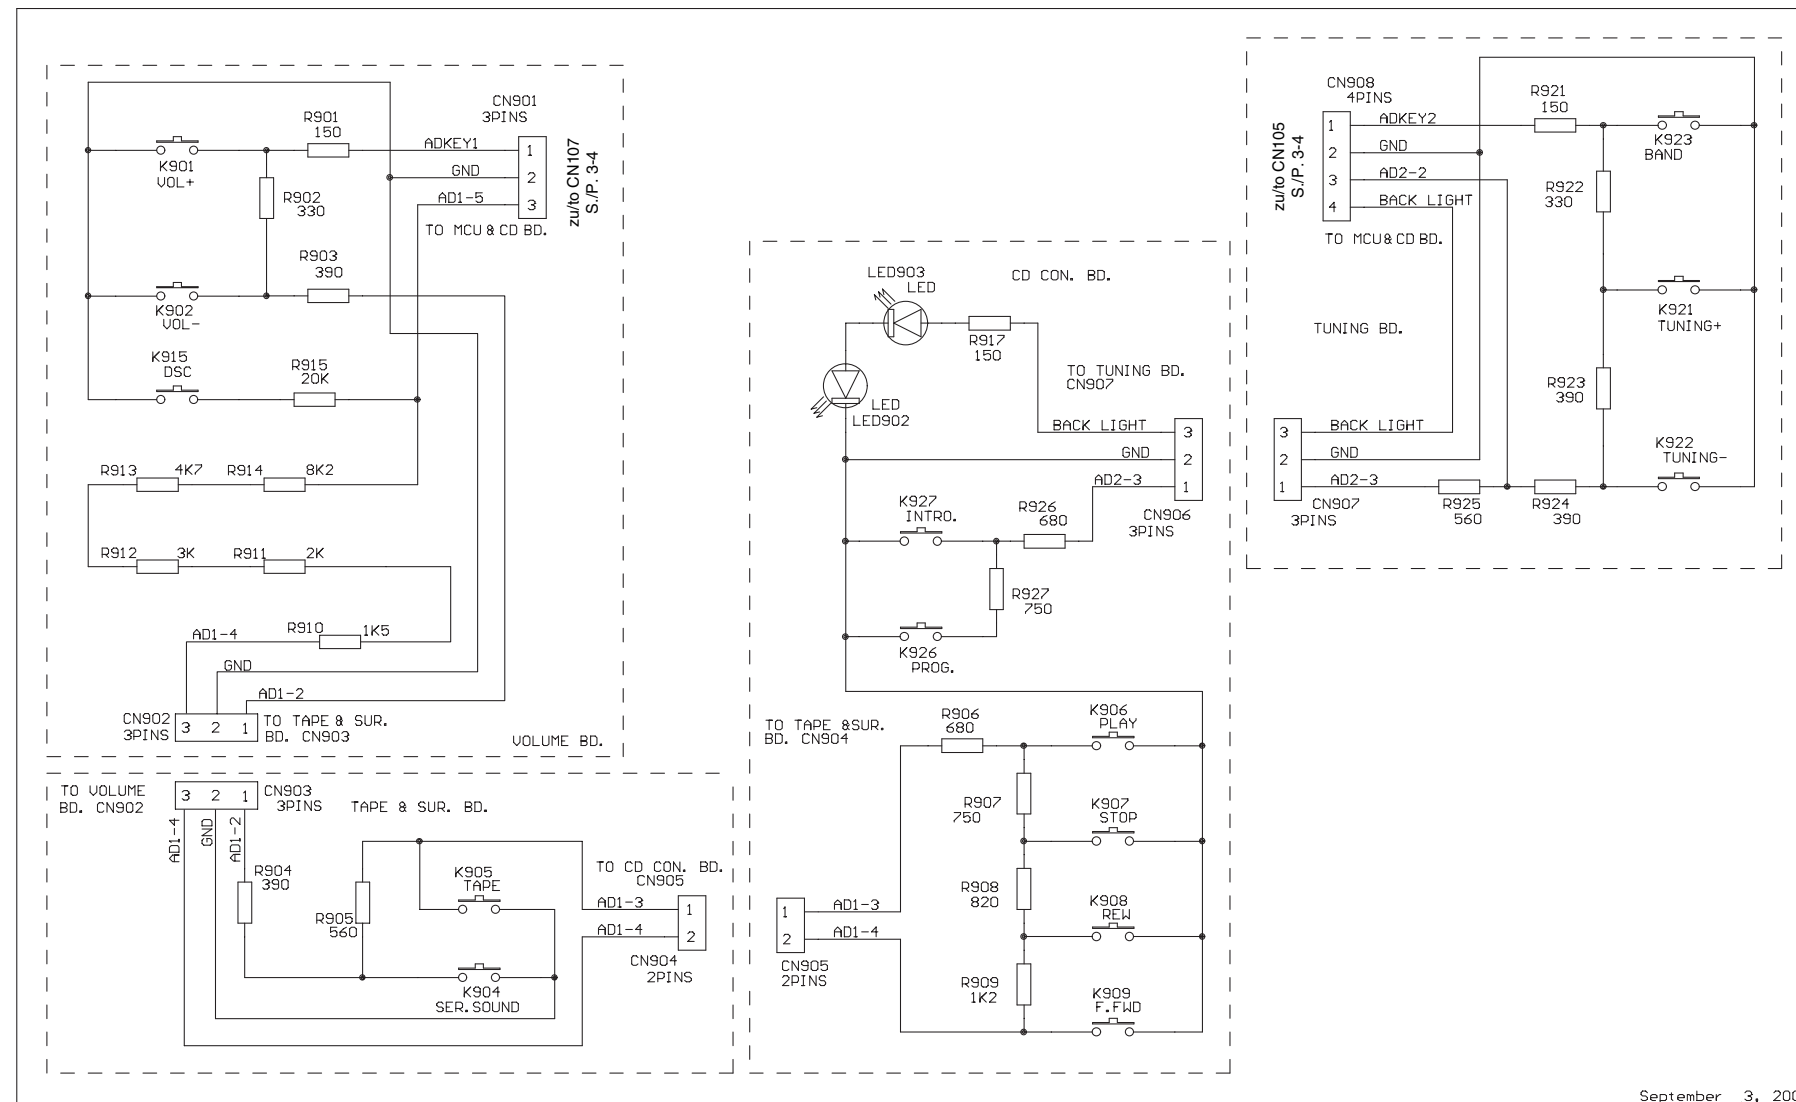 CN901
3PINS
R901
150
ADKEY1
1
GND
2
AD1-5
3
TO MCU & CD BD.
zu/to CN107
S./P. 3-4
K901
VOL+
R902
330
R903
390
K902
VOL-
K915
DSC
R915
20K
R913
4K7
R914
8K2
R912
3K
R911
2K
AD1-4
R910
1K5
GND
AD1-2
CN902
3PINS
3 2 1
TO TAPE & SUR.
BD. CN903
VOLUME BD.
TO VOLUME
BD. CN902
3 2 1
CN903
3PINS
TAPE & SUR. BD.
AD1-4
GND
AD1-2
R904
390
R905
560
K905
TAPE
K904
SER.SOUND
TO CD CON. BD.
CN905
AD1-3
1
AD1-4
2
CN904
2PINS
LED903
LED
CD CON. BD.
R917
150
LED
LED902
TO TUNING BD.
CN907
BACK LIGHT
3
GND
2
AD2-3
1
CN906
3PINS
K927
INTRO.
R926
680
R927
750
K926
PROG.
TO TAPE &SUR.
BD. CN904
R906
680
K906
PLAY
R907
750
K907
STOP
R908
820
K908
REW
R909
1K2
K909
F.FWD
1
AD1-3
2
AD1-4
CN905
2PINS
CN908
4PINS
zu/to CN105
S./P. 3-4
1
ADKEY2
2
GND
3
AD2-2
4
BACK LIGHT
TO MCU& CD BD.
R921
150
K923
BAND
R922
330
K921
TUNING+
TUNING BD.
R923
390
K922
TUNING-
3
BACK LIGHT
2
GND
1
AD2-3
CN907
3PINS
R925
560
R924
390
September 3, 200